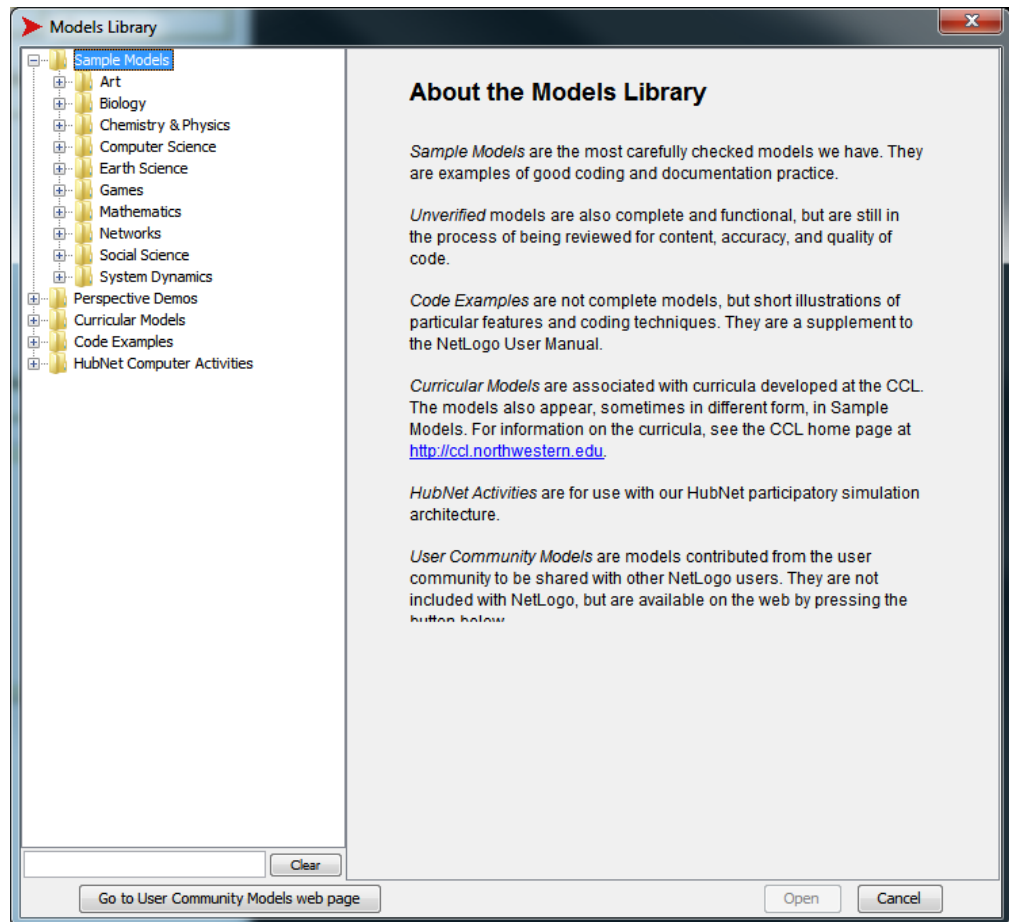 Models Library
Sample Models
Art
Biology
Chemistry & Physics
Computer Science
Earth Science
Games
Mathematics
Networks
Social Science
System Dynamics
Perspective Demos
Curricular Models
Code Examples
HubNet Computer Activities
Clear
Go to User Community Models web page
About the Models Library
Sample Models are the most carefully checked models we have. They
are examples of good coding and documentation practice.
Unverified models are also complete and functional, but are still in
the process of being reviewed for content, accuracy, and quality of
code.
Code Examples are not complete models, but short illustrations of
particular features and coding techniques. They are a supplement to
the NetLogo User Manual.
Curricular Models are associated with curricula developed at the CCL.
The models also appear, sometimes in different form, in Sample
Models. For information on the curricula, see the CCL home page at
http://ccl.northwestern.edu.
HubNet Activities are for use with our HubNet participatory simulation
architecture.
User Community Models are models contributed from the user
community to be shared with other NetLogo users. They are not
included with NetLogo, but are available on the web by pressing the
button below
Open
Cancel